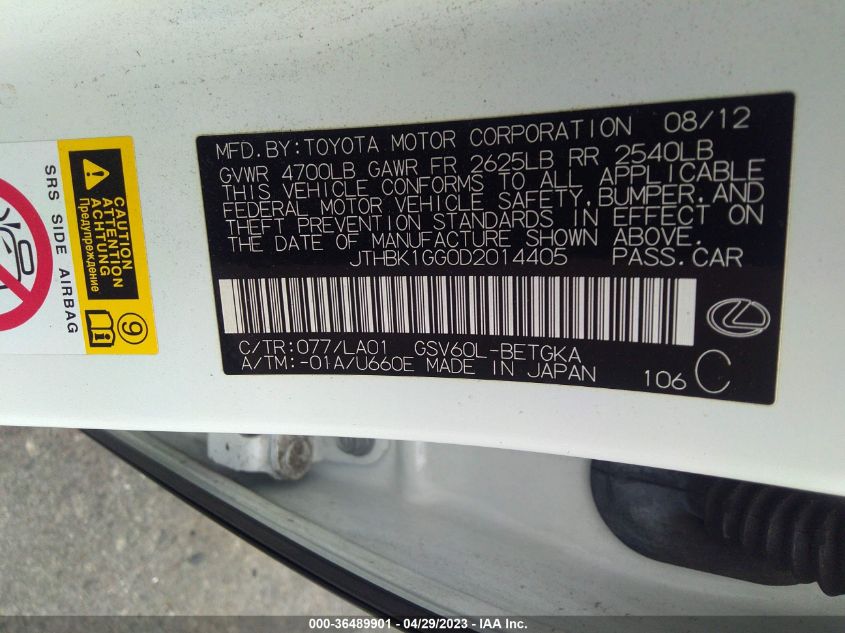 MFD.BY:TOYOTA MOTOR CORPORATION 08/12
GVWR 4700LB GAWR FR 2625LB RR 2540LB
THIS VEHICLE CONFORMS TO ALL APPLICABLE
FEDERAL MOTOR VEHICLE SAFETY,BUMPER,AND
THEFT PREVENTION STANDARDS IN EFFECT ON
THE DATE OF MANUFACTURE SHOWN ABOVE.
JTHBK1GG0D2014405 PASS.CAR
C/TR:077/LA01 GSV60L-BETGKA
A/TM:-01A/U660E MADE IN JAPAN
106 C
CAUTION
ATTENTION
ACHTUNG
Предупреждение
SRS SIDE AIRBAG
9
000-36489901 - 04/29/2023 - IAA Inc.